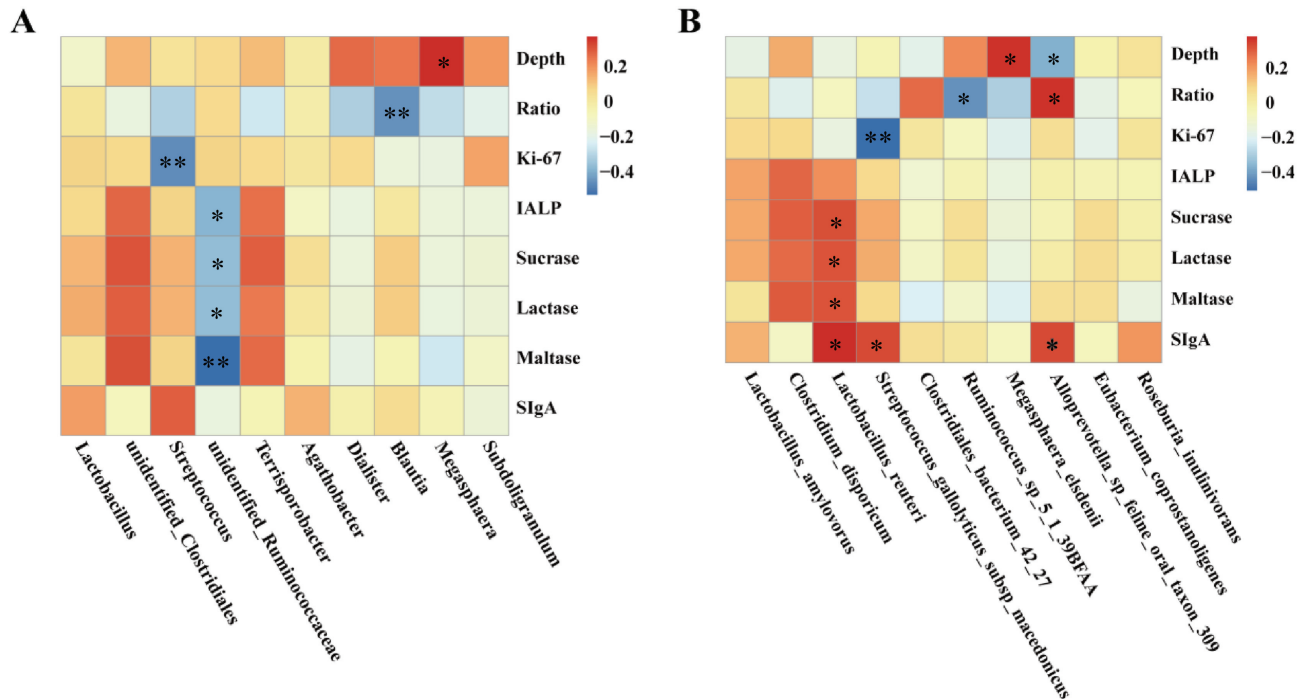 A
Depth
Ratio
Ki-67
IALP
Sucrase
Lactase
Maltase
SIgA
*
**
**
*
*
*
**
0.2
0
−0.2
−0.4
Lactobacillus
unidentified_Clostridiales
Streptococcus
unidentified_Ruminococcaceae
Terrisporobacter
Agathobacter
Dialister
Blautia
Megasphaera
Subdoligranulum
B
Depth
Ratio
Ki-67
IALP
Sucrase
Lactase
Maltase
SIgA
* *
* *
**
*
*
*
* * *
0.2
0
−0.2
−0.4
Lactobacillus_amylovorus
Clostridium_disporicum
Lactobacillus_reuteri
Streptococcus_gallolyticus_subsp_macedonicus
Clostridiales_bacterium_42_27
Ruminococcus_sp_5_1_39BFAA
Megasphaera_elsdenii
Alloprevotella_sp_feline_oral_taxon_309
Eubacterium_coprostanoligenes
Roseburia_inulinivorans